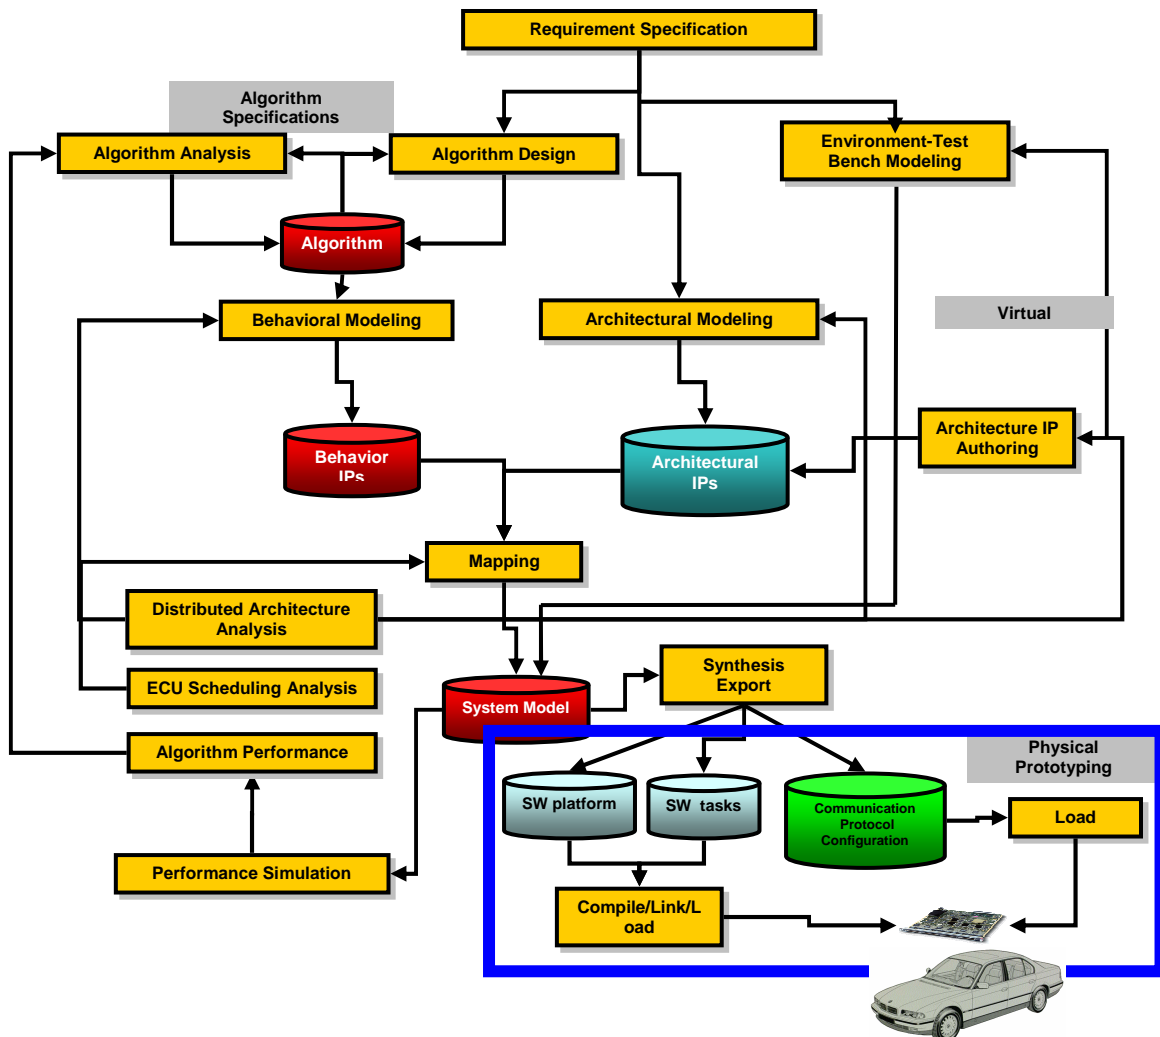 Requirement Specification
Algorithm
Specifications
Algorithm Analysis
Algorithm Design
Environment-Test
Bench Modeling
Algorithm
Behavioral Modeling
Architectural Modeling
Virtual
Architecture IP
Authoring
Behavior
IPs
Architectural
IPs
Mapping
Distributed Architecture
Analysis
ECU Scheduling Analysis
Synthesis
Export
System Model
Algorithm Performance
Physical
Prototyping
SW platform
SW tasks
Communication
Protocol
Configuration
Load
Performance Simulation
Compile/Link/L
oad